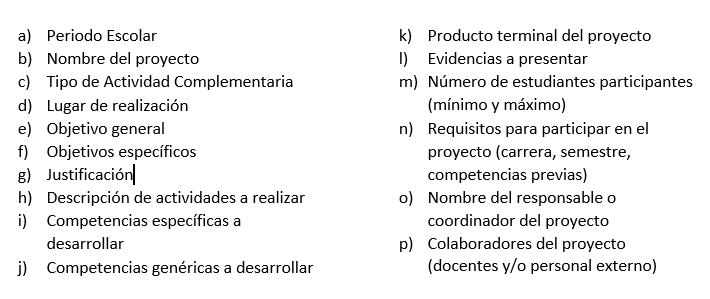 a) Periodo Escolar
b) Nombre del proyecto
c) Tipo de Actividad Complementaria
d) Lugar de realización
e) Objetivo general
f) Objetivos específicos
g) Justificación
h) Descripción de actividades a realizar
i) Competencias específicas a
desarrollar
j) Competencias genéricas a desarrollar
k) Producto terminal del proyecto
l) Evidencias a presentar
m) Número de estudiantes participantes
(mínimo y máximo)
n) Requisitos para participar en el
proyecto (carrera, semestre,
competencias previas)
o) Nombre del responsable o
coordinador del proyecto
p) Colaboradores del proyecto
(docentes y/o personal externo)